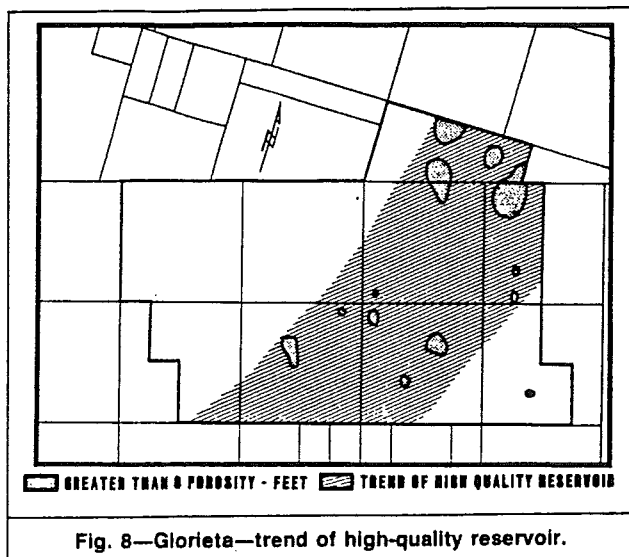 GREATER THAN 8 POROSITY - FEET TREND OF HIGH QUALITY RESERVOIR
Fig. 8—Glorieta—trend of high-quality reservoir.